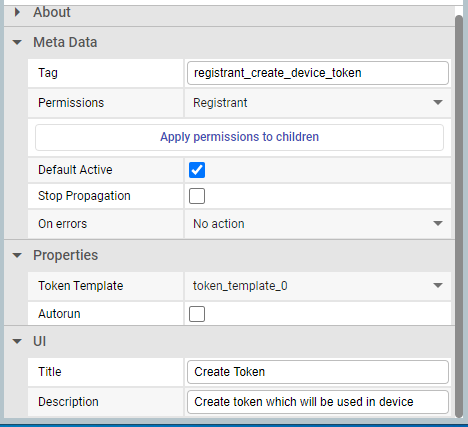 About
Meta Data
Tag registrant_create_device_token
Permissions Registrant
Apply permissions to children
Default Active
Stop Propagation
On errors No action
Properties
Token Template token_template_0
Autorun
UI
Title Create Token
Description Create token which will be used in device